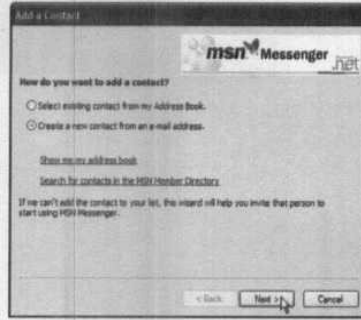 Add a Contact
msn Messenger
.net
How do you want to add a contact?
Select existing contact from my Address Book.
Create a new contact from an e-mail address.
Show me my address book
Search for contacts in the MSN Member Directory
If we can't add the contact to your list, this wizard will help you invite that person to
start using MSN Messenger.
< Back Next > Cancel